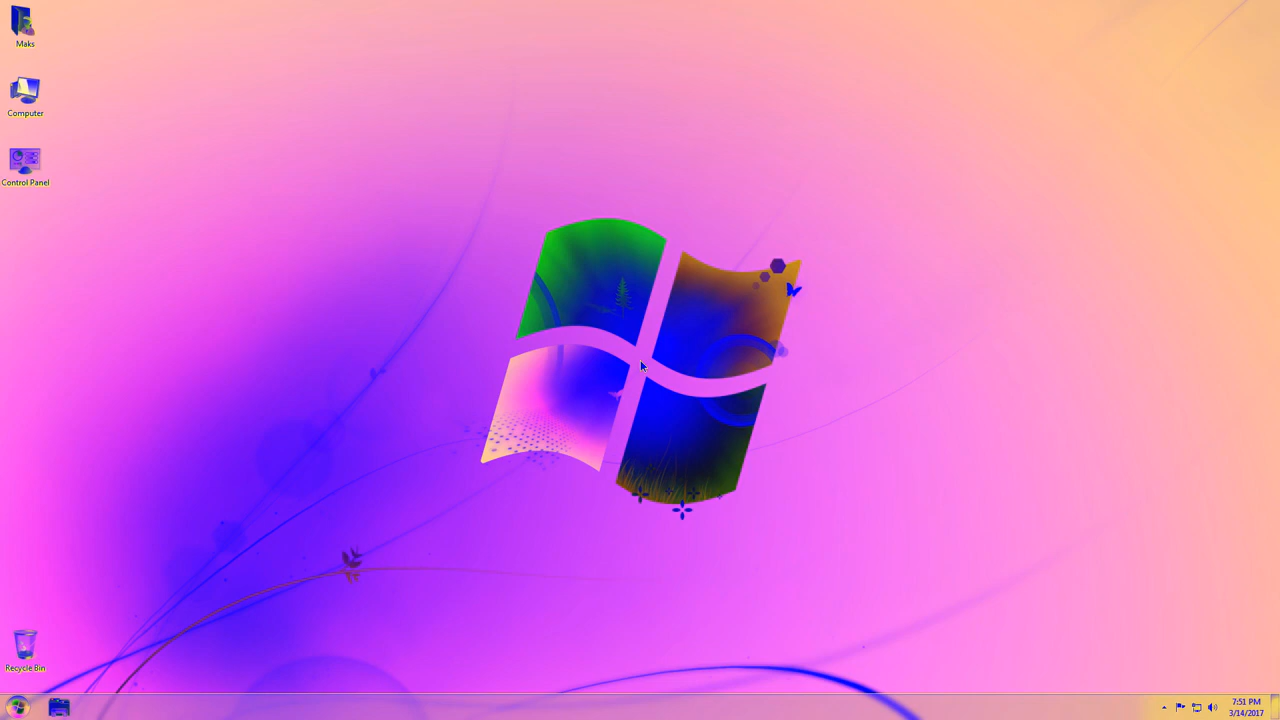 Maks
Computer
Control Panel
Recycle Bin
7:51 PM
3/14/2017